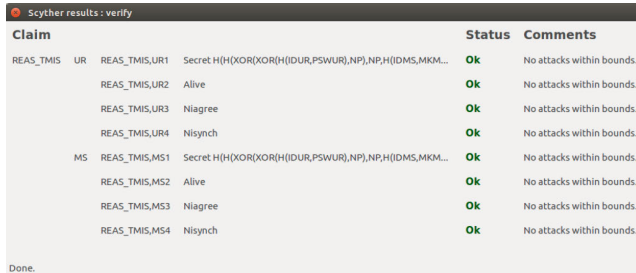 Scyther results : verify
Claim Status Comments
REAS_TMIS UR REAS_TMIS,UR1 Secret H(H(XOR(XOR(H(IDUR,PSWUR),NP),NP,H(IDMS,MKM... Ok No attacks within bounds.
REAS_TMIS,UR2 Alive Ok No attacks within bounds.
REAS_TMIS,UR3 Niagree Ok No attacks within bounds.
REAS_TMIS,UR4 Nisynch Ok No attacks within bounds.
MS REAS_TMIS,MS1 Secret H(H(XOR(XOR(H(IDUR,PSWUR),NP),NP,H(IDMS,MKM... Ok No attacks within bounds.
REAS_TMIS,MS2 Alive Ok No attacks within bounds.
REAS_TMIS,MS3 Niagree Ok No attacks within bounds.
REAS_TMIS,MS4 Nisynch Ok No attacks within bounds.
Done.